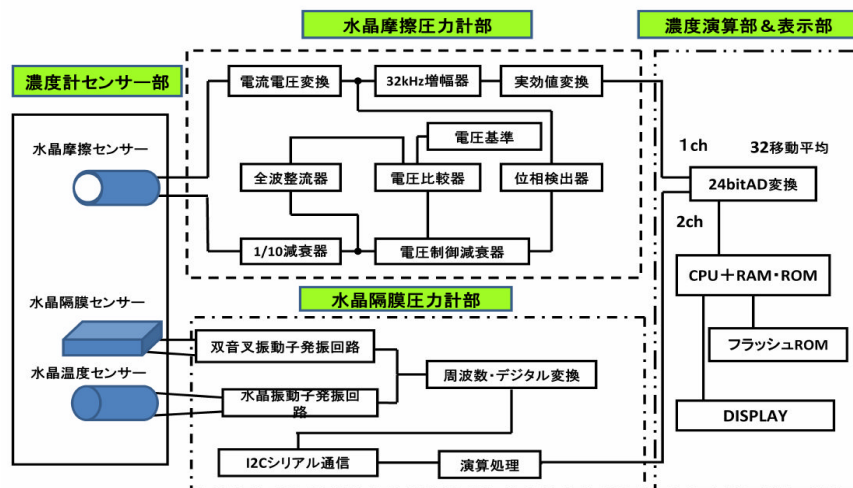 水晶摩擦圧力計部
濃度演算部&表示部
濃度計センサー部
電流電圧変換
32kHz増幅器
実効値変換
水晶摩擦センサー
電圧基準
1ch
32移動平均
全波整流器
電圧比較器
位相検出器
24bitAD変換
2ch
1/10減衰器
電圧制御減衰器
CPU+RAM・ROM
水晶隔膜圧力計部
水晶隔膜センサー
双音叉振動子発振回路
フラッシュROM
水晶温度センサー
周波数・デジタル変換
水晶振動子発振回
路
DISPLAY
I2Cシリアル通信
演算処理